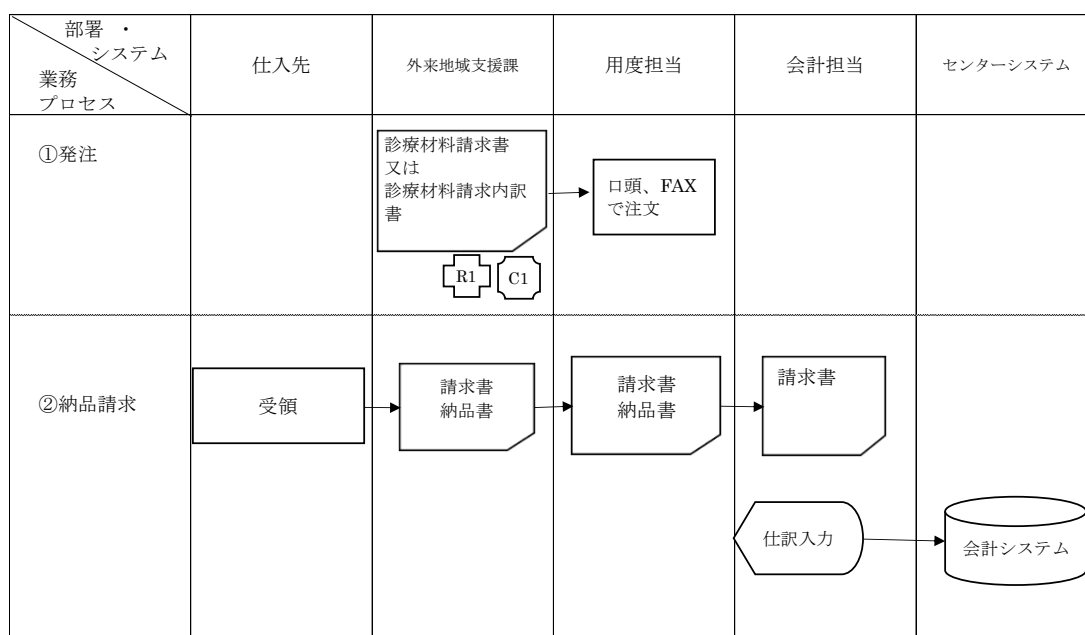 部署 ・
システム
業務
プロセス
仕入先
外来地域支援課
用度担当
会計担当
センターシステム
①発注
診療材料請求書
又は
診療材料請求内訳
書
口頭、FAX
で注文
R1
C1
②納品請求
受領
請求書
納品書
請求書
納品書
請求書
仕訳入力
会計システム